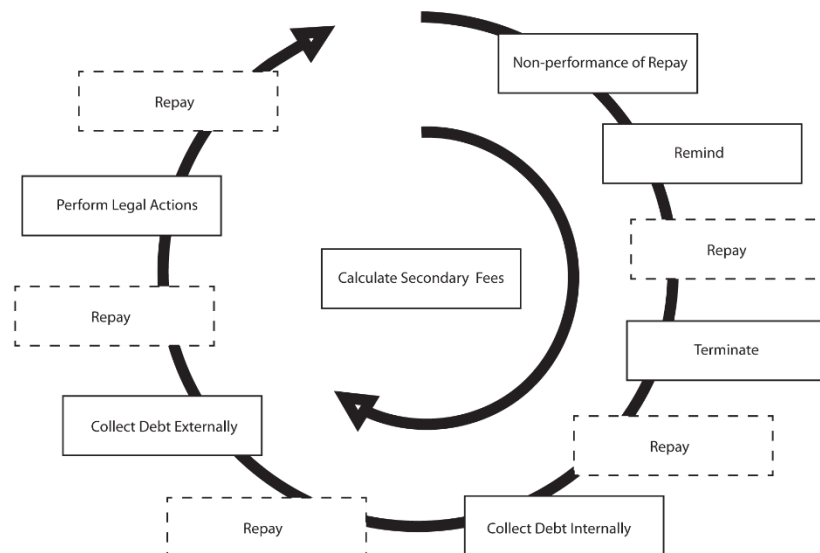 Non-performance of Repay
Remind
Repay
Terminate
Repay
Collect Debt Internally
Repay
Collect Debt Externally
Repay
Perform Legal Actions
Repay
Calculate Secondary Fees